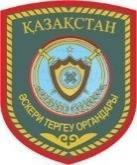 ҚАЗАҚСТАН
ӘСКЕРИ ТЕРГЕУ ОРГАНДАРЫ